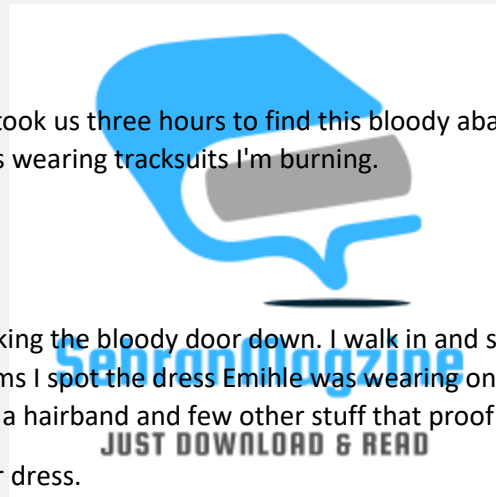 took us three hours to find this bloody aba
s wearing tracksuits I'm burning.
king the bloody door down. I walk in and s
SehranMagzine
ms I spot the dress Emihle was wearing on
a hairband and few other stuff that proof
JUST DOWNLOAD & READ
r dress.